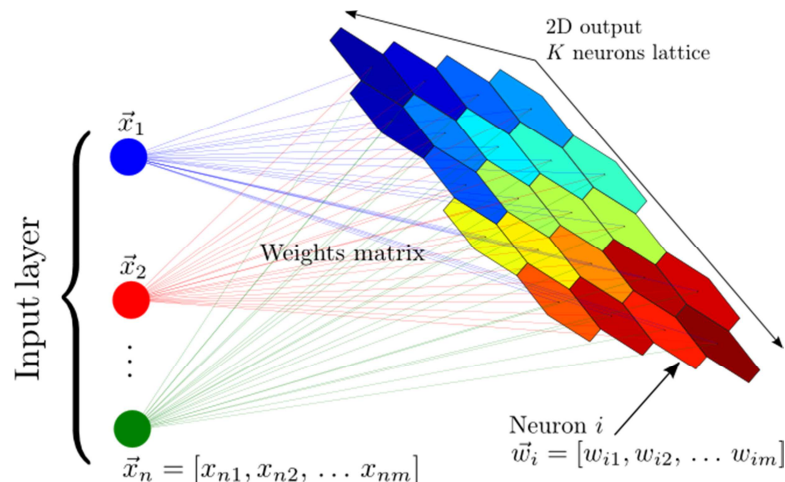 2D output
K neurons lattice
x⃗₁
Input layer
Weights matrix
x⃗₂
⋮
Neuron i
w⃗ᵢ = [wᵢ₁, wᵢ₂, … wᵢₘ]
x⃗ₙ = [xₙ₁, xₙ₂, … xₙₘ]